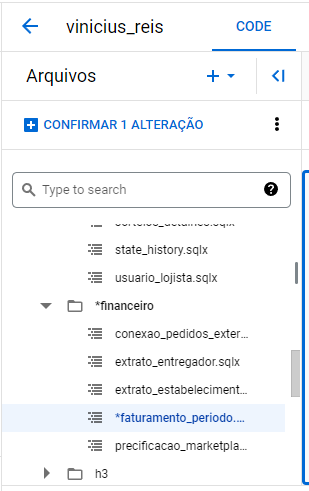 vinicius_reis CODE
Arquivos
CONFIRMAR 1 ALTERAÇÃO
Type to search
state_history.sqlx
usuario_lojista.sqlx
*financeiro
conexao_pedidos_exter...
extrato_entregador.sqlx
extrato_estabeleciment...
*faturamento_periodo....
precificacao_marketpla...
h3